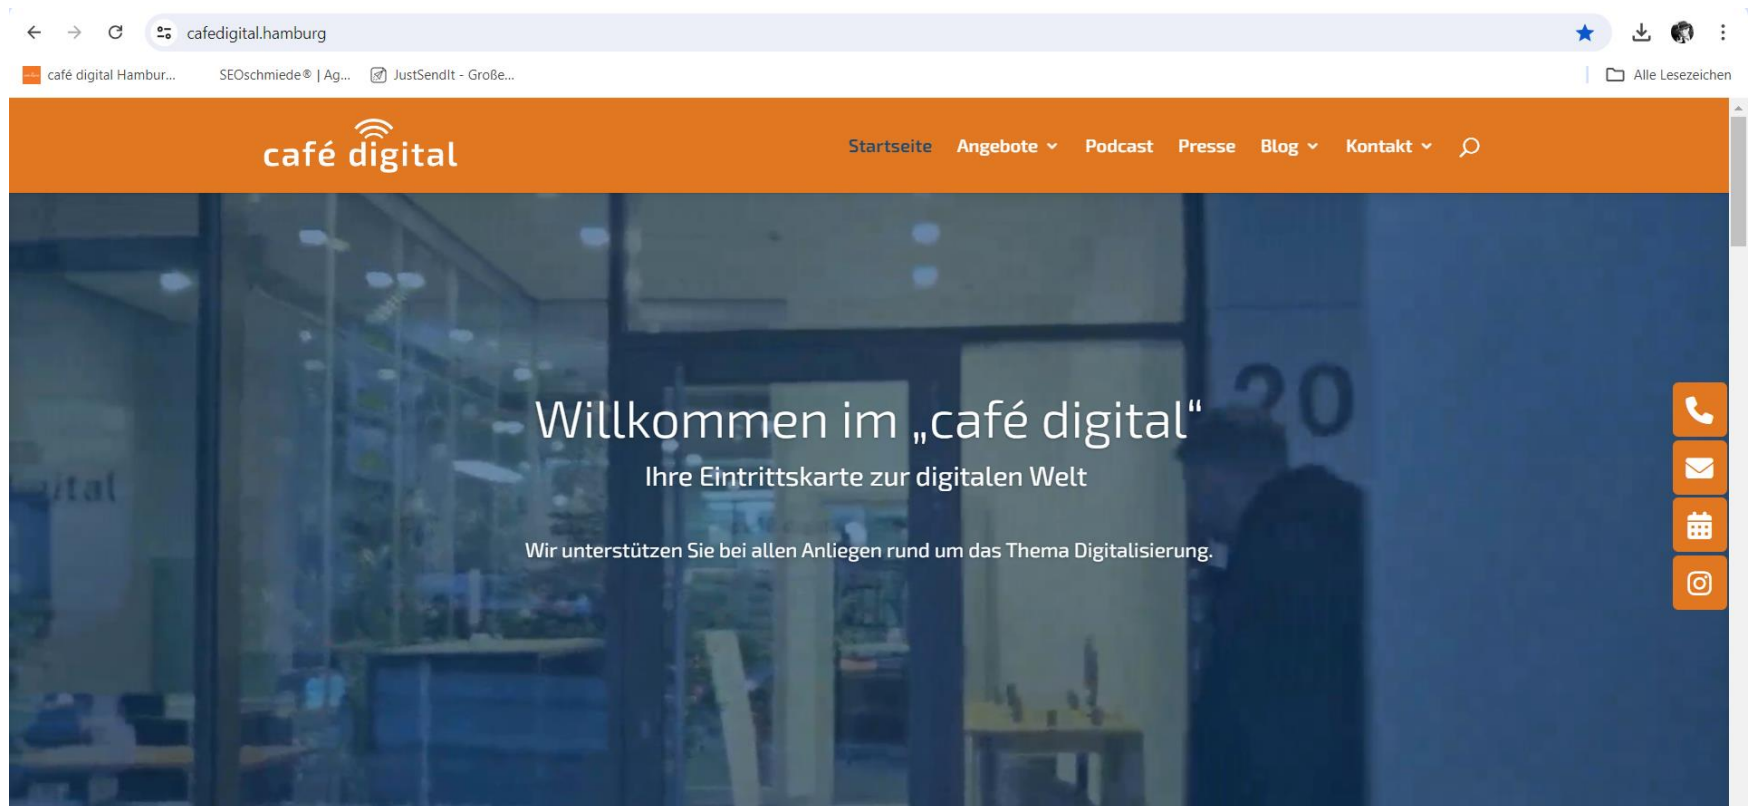 cafedigital.hamburg
café digital Hambur...
SEOschmiede® | Ag...
JustSendIt - Große...
Alle Lesezeichen
café digital
Startseite
Angebote
Podcast
Presse
Blog
Kontakt
20
Willkommen im „café digital“
Ihre Eintrittskarte zur digitalen Welt
Wir unterstützen Sie bei allen Anliegen rund um das Thema Digitalisierung.